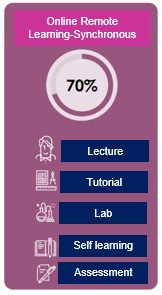 Online Remote
Learning-Synchronous
70%
Lecture
Tutorial
Lab
Self learning
Assessment